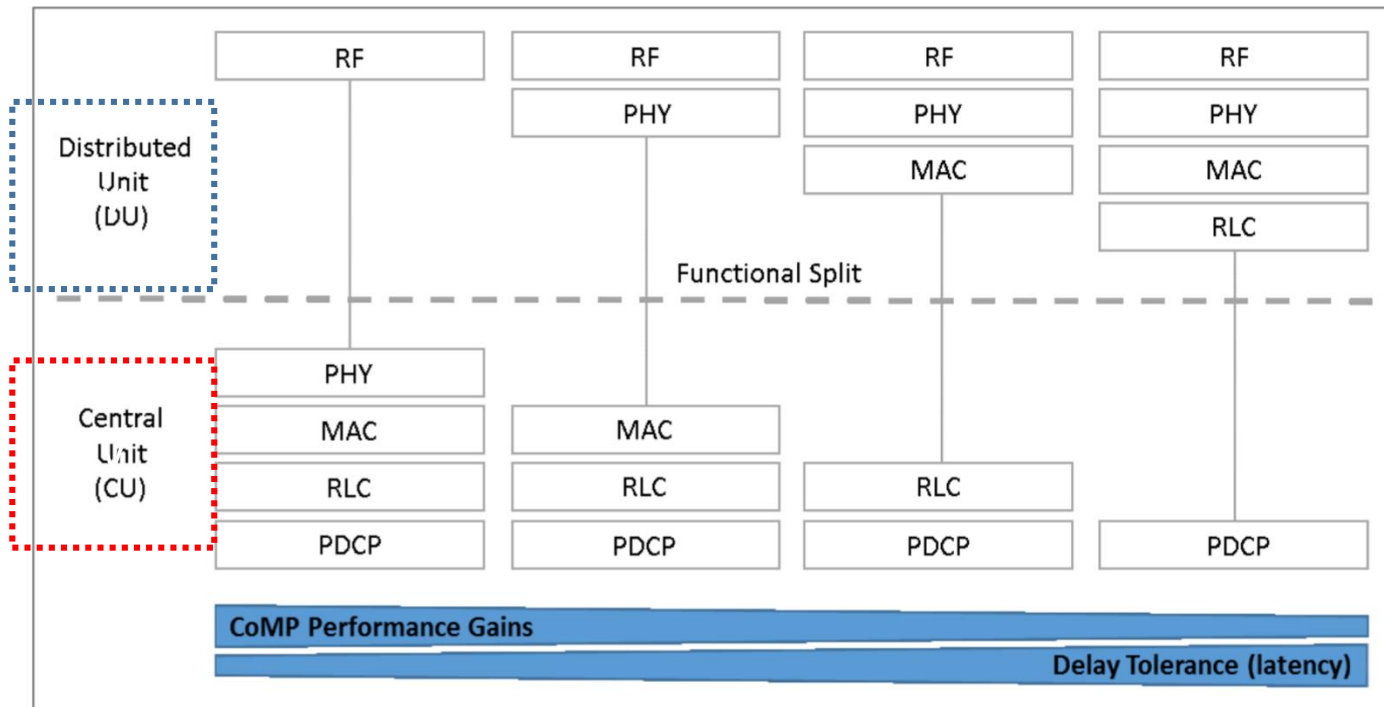 RF
RF
RF
RF
PHY
PHY
PHY
Distributed
Unit
(DU)
MAC
MAC
RLC
Functional Split
Central
Unit
(CU)
PHY
MAC
MAC
RLC
RLC
RLC
PDCP
PDCP
PDCP
PDCP
CoMP Performance Gains
Delay Tolerance (latency)